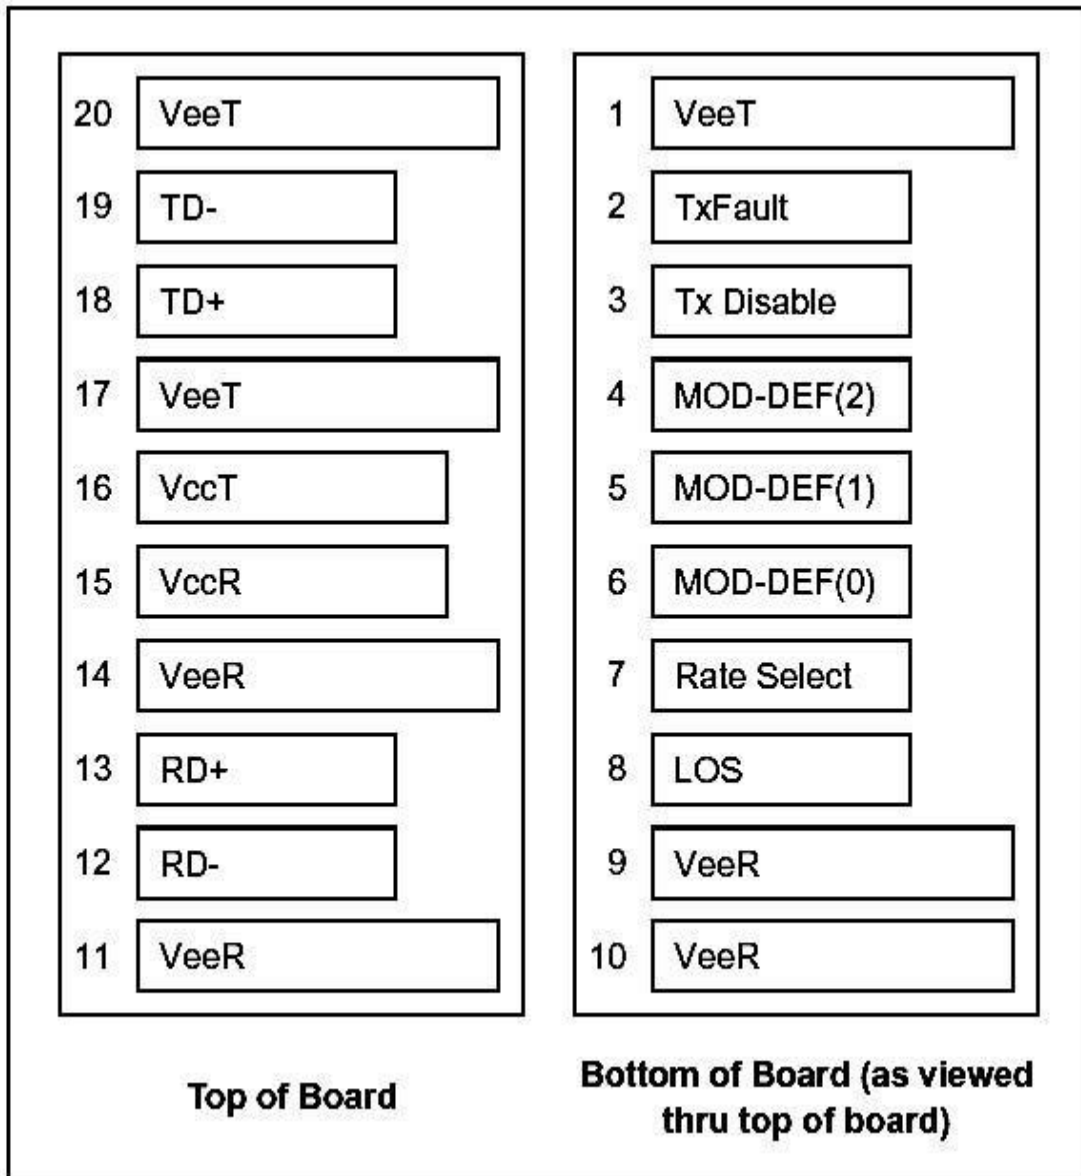 20 VeeT
19 TD-
18 TD+
17 VeeT
16 VccT
15 VccR
14 VeeR
13 RD+
12 RD-
11 VeeR
Top of Board
1 VeeT
2 TxFault
3 Tx Disable
4 MOD-DEF(2)
5 MOD-DEF(1)
6 MOD-DEF(0)
7 Rate Select
8 LOS
9 VeeR
10 VeeR
Bottom of Board (as viewed
thru top of board)